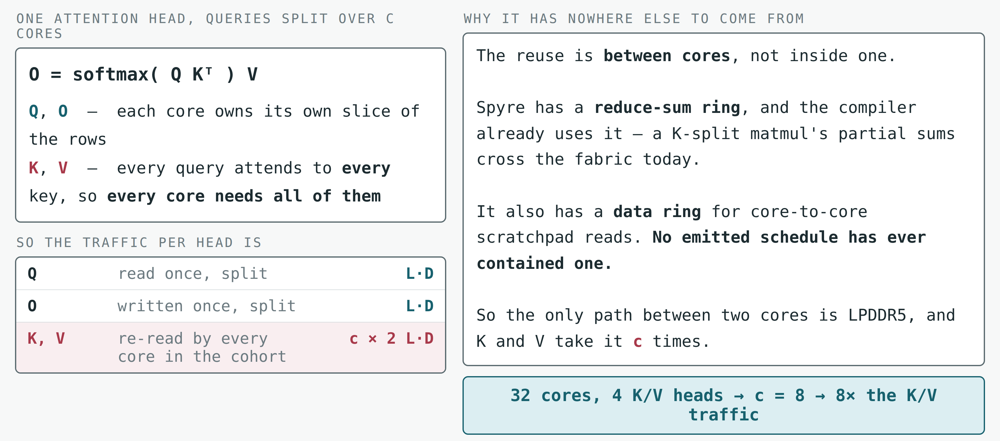 ONE ATTENTION HEAD, QUERIES SPLIT OVER C
CORES
O = softmax( Q Kᵀ ) V
Q, O — each core owns its own slice of
the rows
K, V — every query attends to every
key, so every core needs all of them
SO THE TRAFFIC PER HEAD IS
Q read once, split L·D
O written once, split L·D
K, V re-read by every c × 2 L·D
core in the cohort
WHY IT HAS NOWHERE ELSE TO COME FROM
The reuse is between cores, not inside one.
Spyre has a reduce-sum ring, and the compiler
already uses it — a K-split matmul's partial sums
cross the fabric today.
It also has a data ring for core-to-core
scratchpad reads. No emitted schedule has ever
contained one.
So the only path between two cores is LPDDR5, and
K and V take it c times.
32 cores, 4 K/V heads → c = 8 → 8× the K/V
traffic